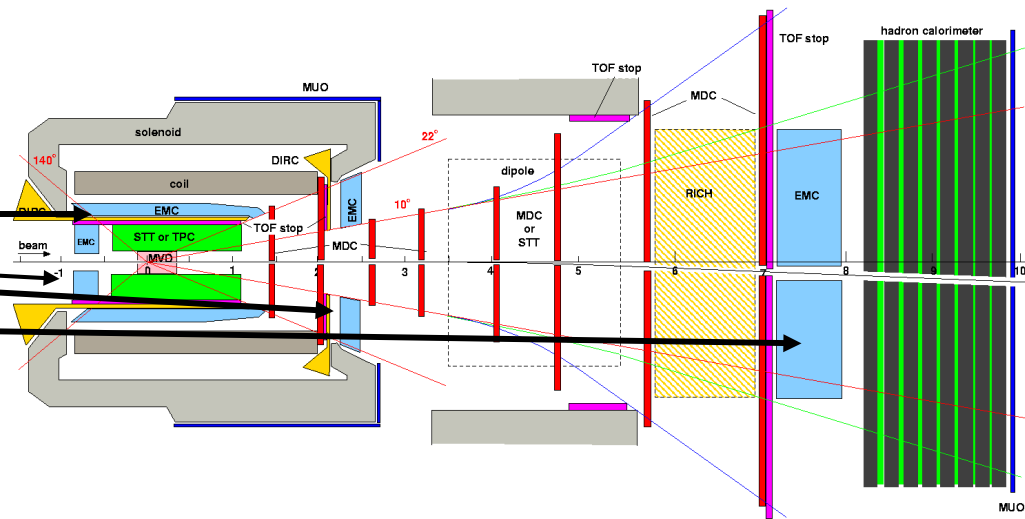 hadron calorimeter
TOF stop
TOF stop
MUO
MDC
solenoid
22°
140°
DIRC
dipole
coil
DIRC
EMC
EMC
10°
RICH
EMC
STT or TPC
TOF stop
MDC
or
STT
beam
EMC
MDC
MVD
-1
0
1
2
3
4
5
6
7
8
9
10
EMC
MUO